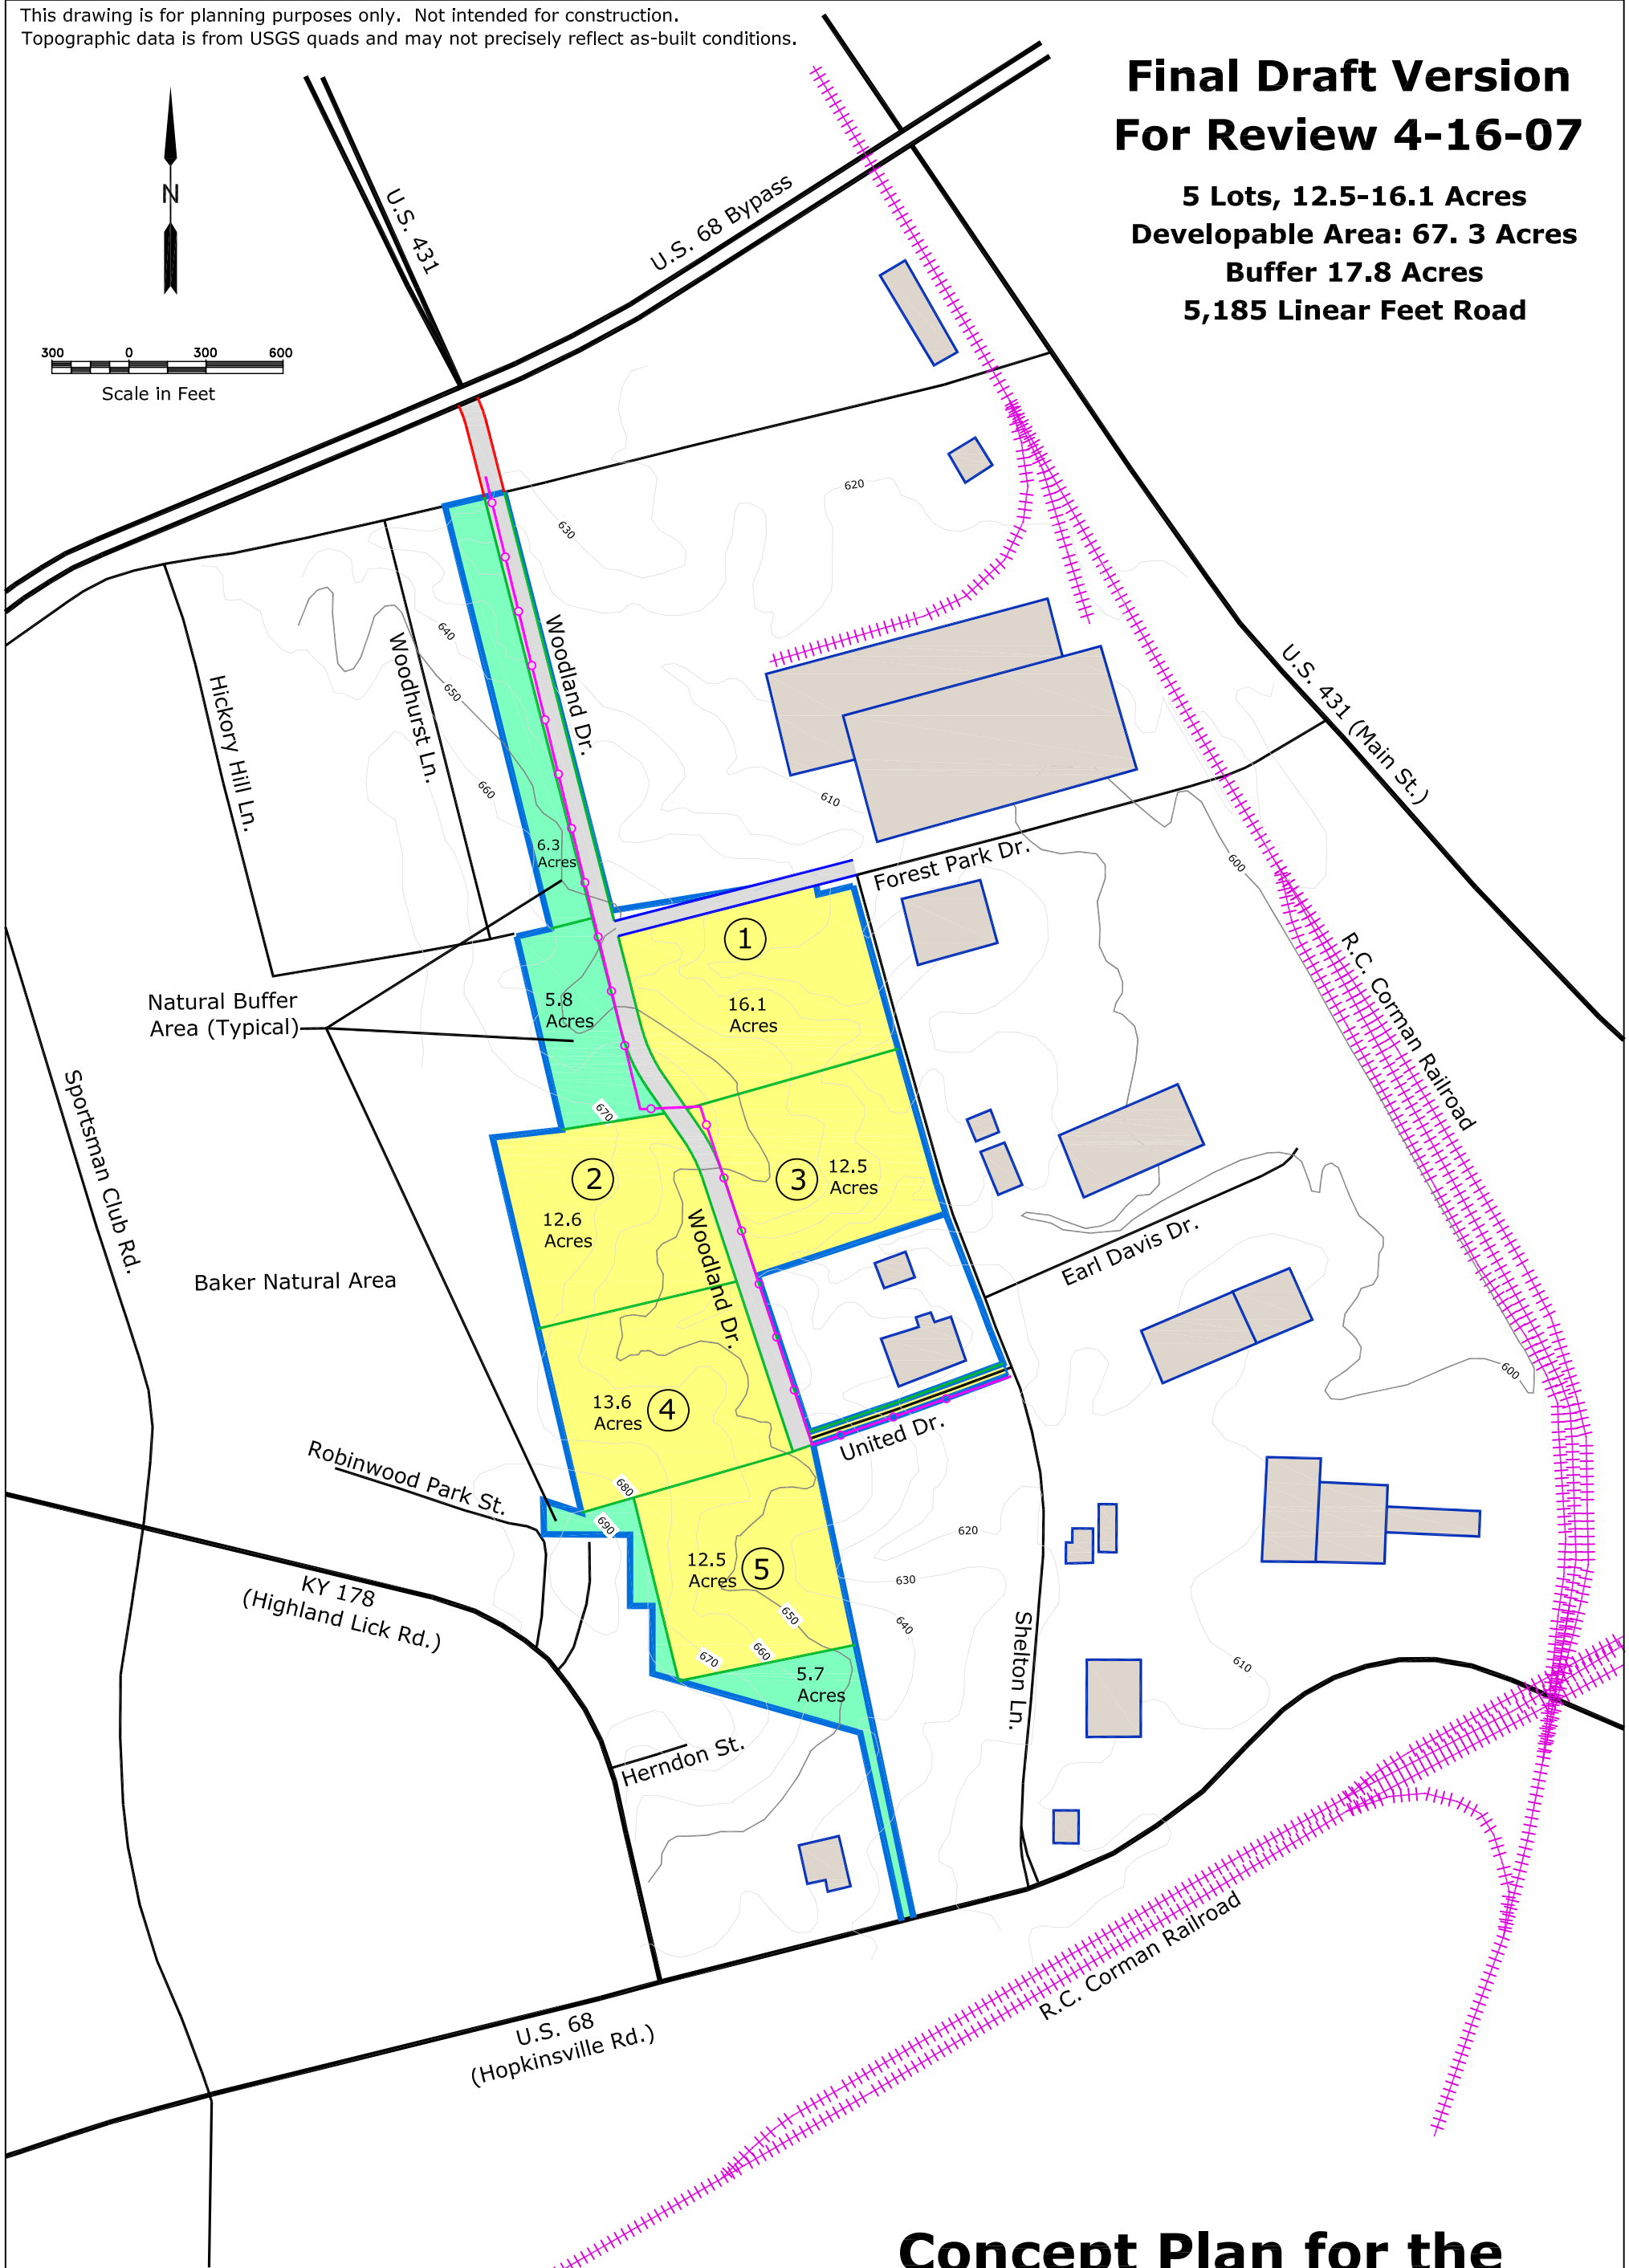 This drawing is for planning purposes only.  Not intended for construction.
Topographic data is from USGS quads and may not precisely reflect as-built conditions.
Final Draft Version
For Review 4-16-07
5 Lots, 12.5-16.1 Acres
Developable Area: 67. 3 Acres
Buffer 17.8 Acres
5,185 Linear Feet Road
N
300 0 300 600
Scale in Feet
U.S. 431
U.S. 68 Bypass
620
630
640
650
660
610
Woodland Dr.
Woodhurst Ln.
Hickory Hill Ln.
U.S. 431 (Main St.)
6.3
Acres
Forest Park Dr.
600
1
16.1
Acres
5.8
Acres
Natural Buffer
Area (Typical)
R.C. Corman Railroad
Sportsman Club Rd.
670
2
12.6
Acres
3
12.5
Acres
Woodland Dr.
Earl Davis Dr.
Baker Natural Area
600
4
13.6
Acres
United Dr.
Robinwood Park St.
680
690
620
5
12.5
Acres
630
640
650
660
670
KY 178
(Highland Lick Rd.)
5.7
Acres
Shelton Ln.
610
Herndon St.
R.C. Corman Railroad
U.S. 68
(Hopkinsville Rd.)
Concept Plan for the